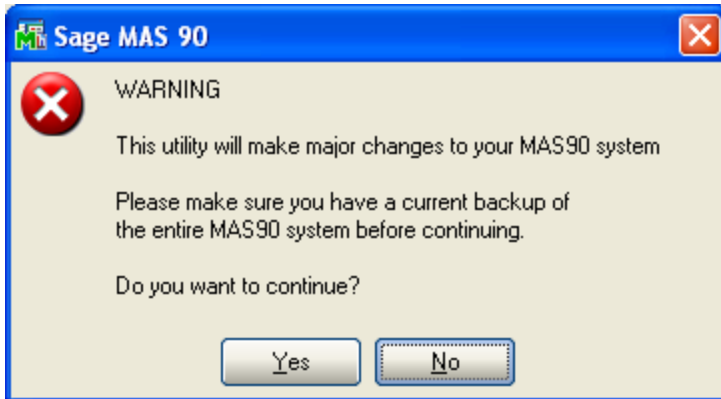 Sage MAS 90
WARNING
This utility will make major changes to your MAS90 system
Please make sure you have a current backup of
the entire MAS90 system before continuing.
Do you want to continue?
Yes
No